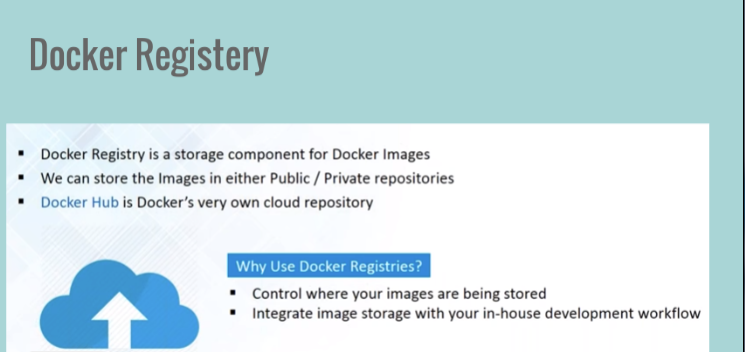 Docker Registery
▪ Docker Registry is a storage component for Docker Images
▪ We can store the Images in either Public / Private repositories
▪ Docker Hub is Docker's very own cloud repository
Why Use Docker Registries?
▪ Control where your images are being stored
▪ Integrate image storage with your in-house development workflow